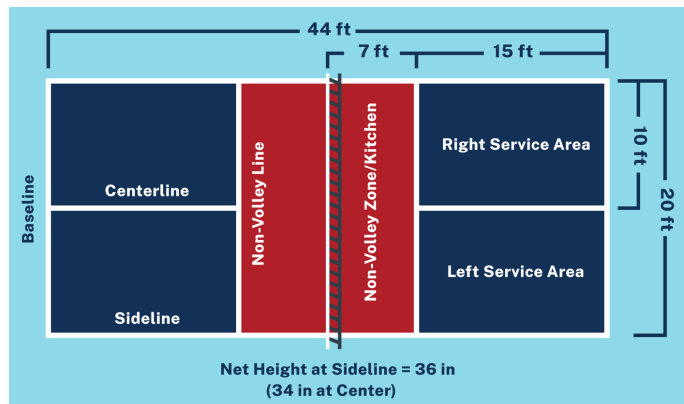 44 ft
7 ft
15 ft
Baseline
Centerline
Sideline
Non-Volley Line
Non-Volley Zone/Kitchen
Right Service Area
Left Service Area
10 ft
20 ft
Net Height at Sideline = 36 in
(34 in at Center)